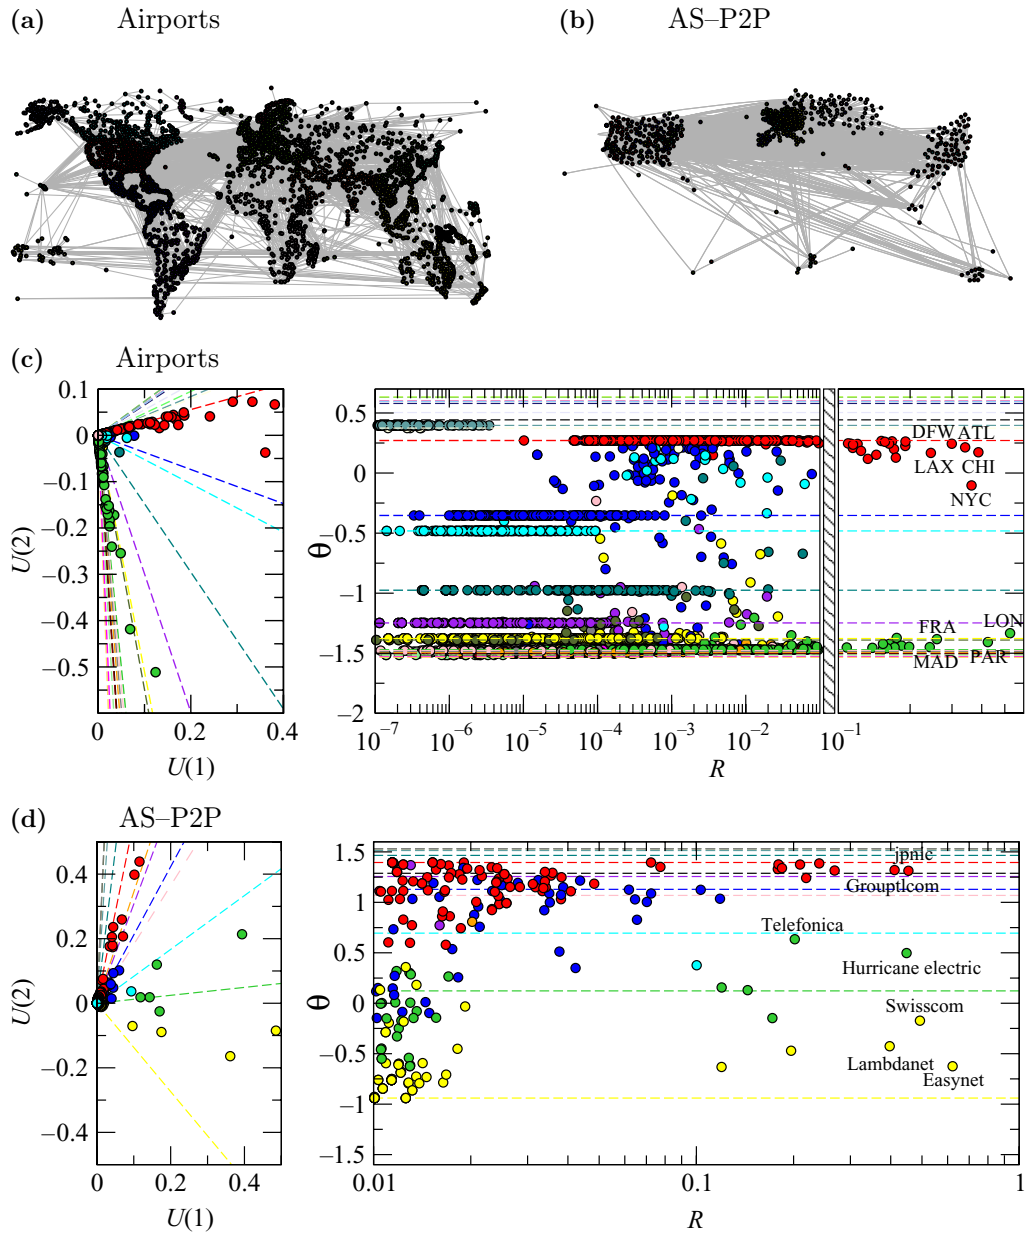 (a) Airports
(b) AS–P2P
(c) Airports
0.1
0
−0.1
−0.2
−0.3
−0.4
−0.5
U(2)
0 0.2 0.4
U(1)
0.5
0
−0.5
−1
−1.5
−2
Θ
DFW ATL
LAX CHI
NYC
FRA LON
MAD PAR
10⁻⁷ 10⁻⁶ 10⁻⁵ 10⁻⁴ 10⁻³ 10⁻² 10⁻¹
R
(d) AS–P2P
0.4
0.2
0
−0.2
−0.4
U(2)
0 0.2 0.4
U(1)
1.5
1
0.5
0
−0.5
−1
−1.5
Θ
jpnic
Grouptlcom
Telefonica
Hurricane electric
Swisscom
Lambdanet
Easynet
0.01 0.1 1
R